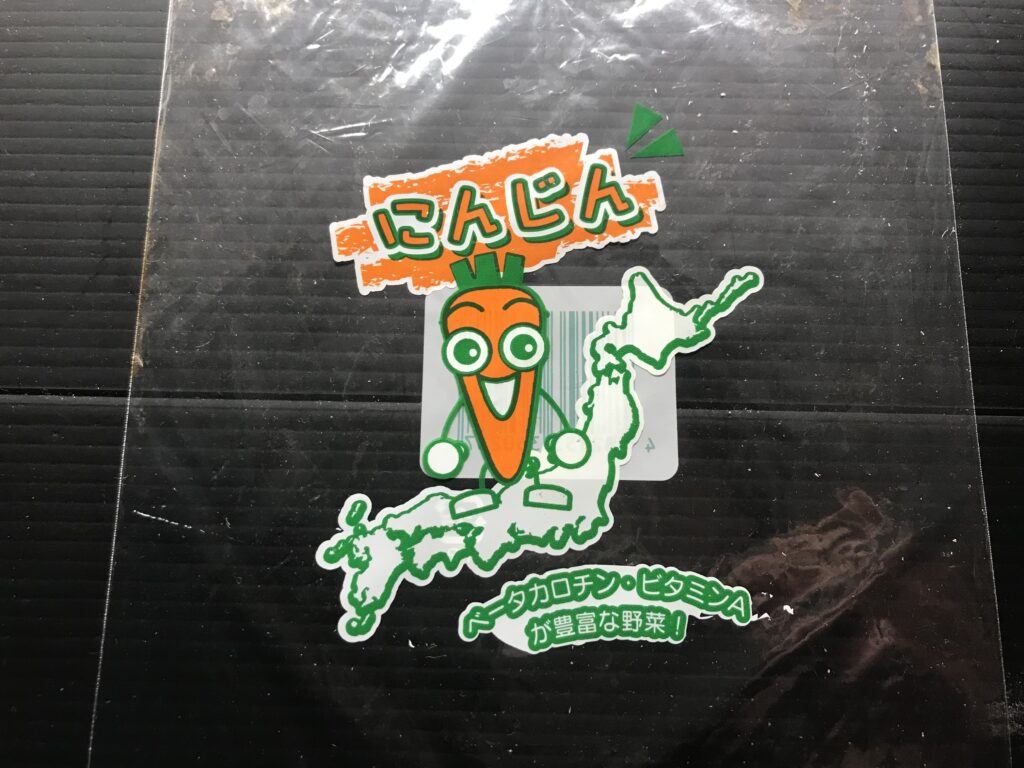 にんじん
ベータカロチン・ビタミンA
が豊富な野菜！